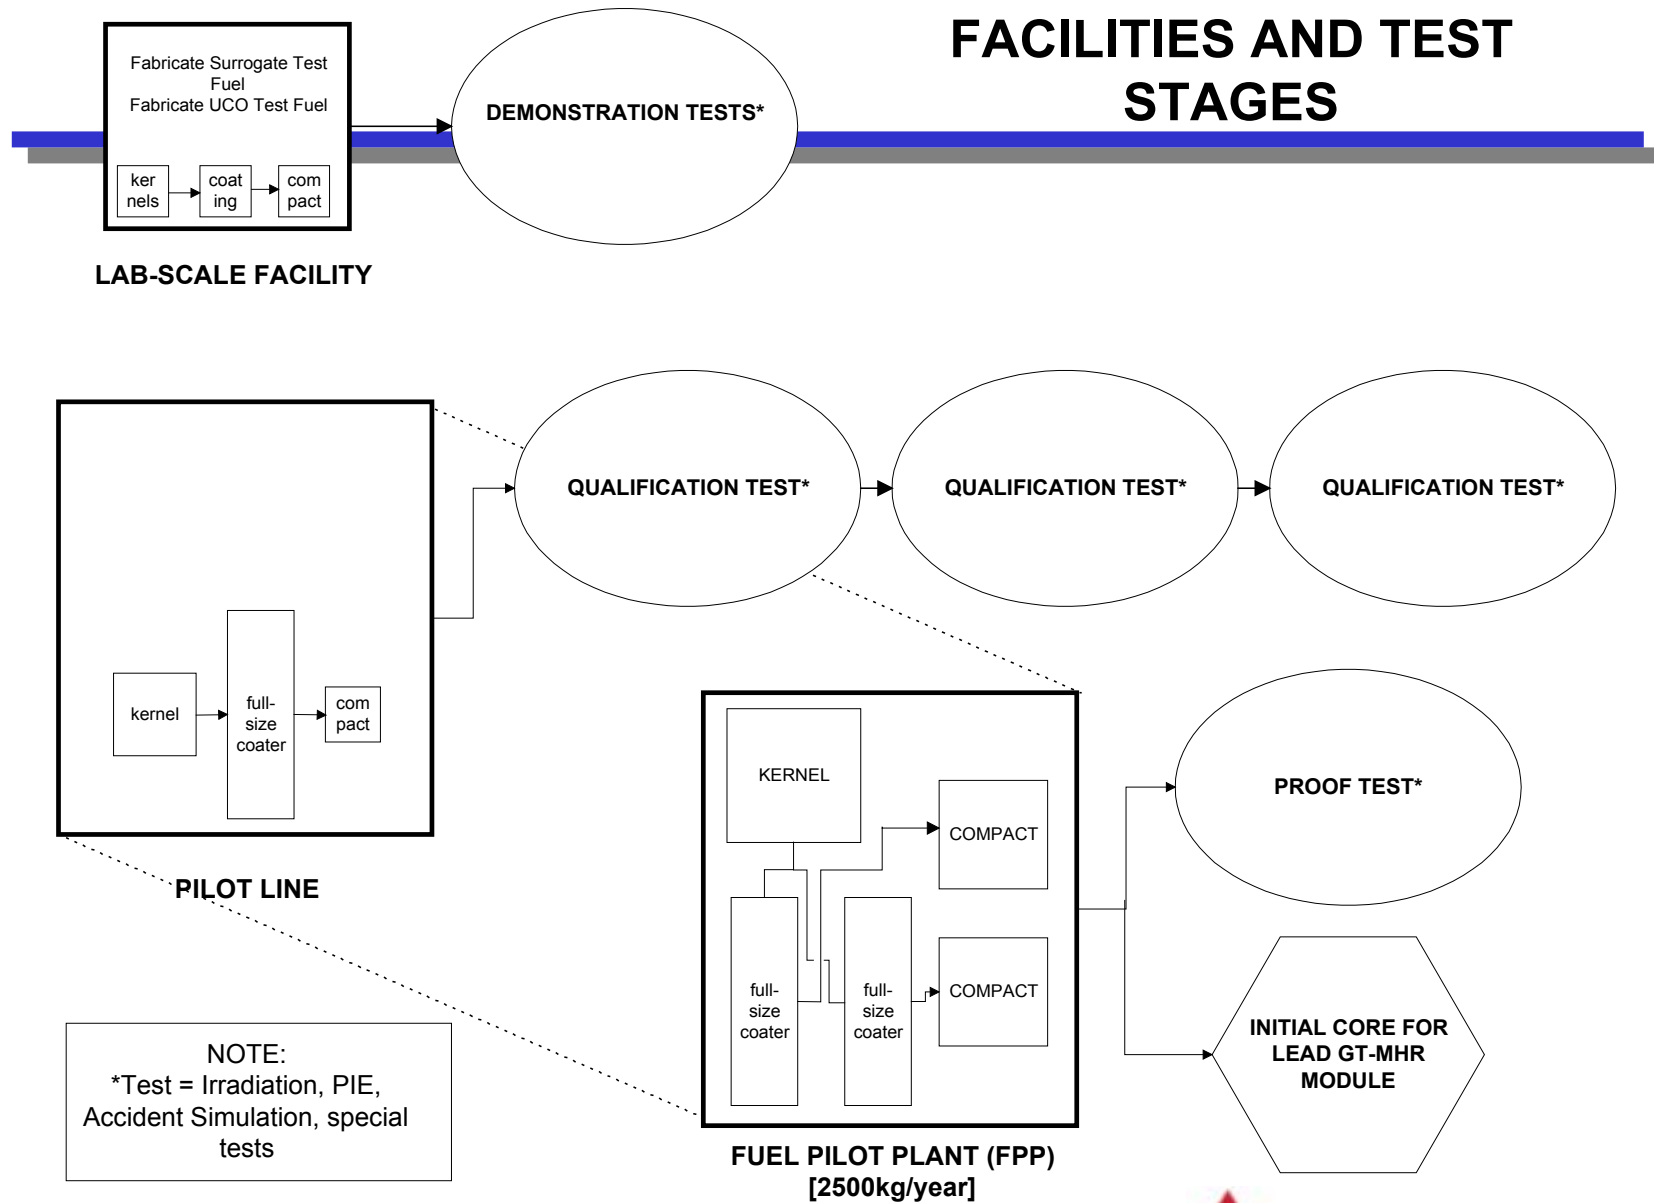 FACILITIES AND TEST
STAGES
Fabricate Surrogate Test
Fuel
Fabricate UCO Test Fuel
ker
nels
coat
ing
com
pact
DEMONSTRATION TESTS*
LAB-SCALE FACILITY
QUALIFICATION TEST*
QUALIFICATION TEST*
QUALIFICATION TEST*
kernel
full-
size
coater
com
pact
PILOT LINE
KERNEL
COMPACT
full-
size
coater
full-
size
coater
COMPACT
PROOF TEST*
INITIAL CORE FOR
LEAD GT-MHR
MODULE
NOTE:
*Test = Irradiation, PIE,
Accident Simulation, special
tests
FUEL PILOT PLANT (FPP)
[2500kg/year]